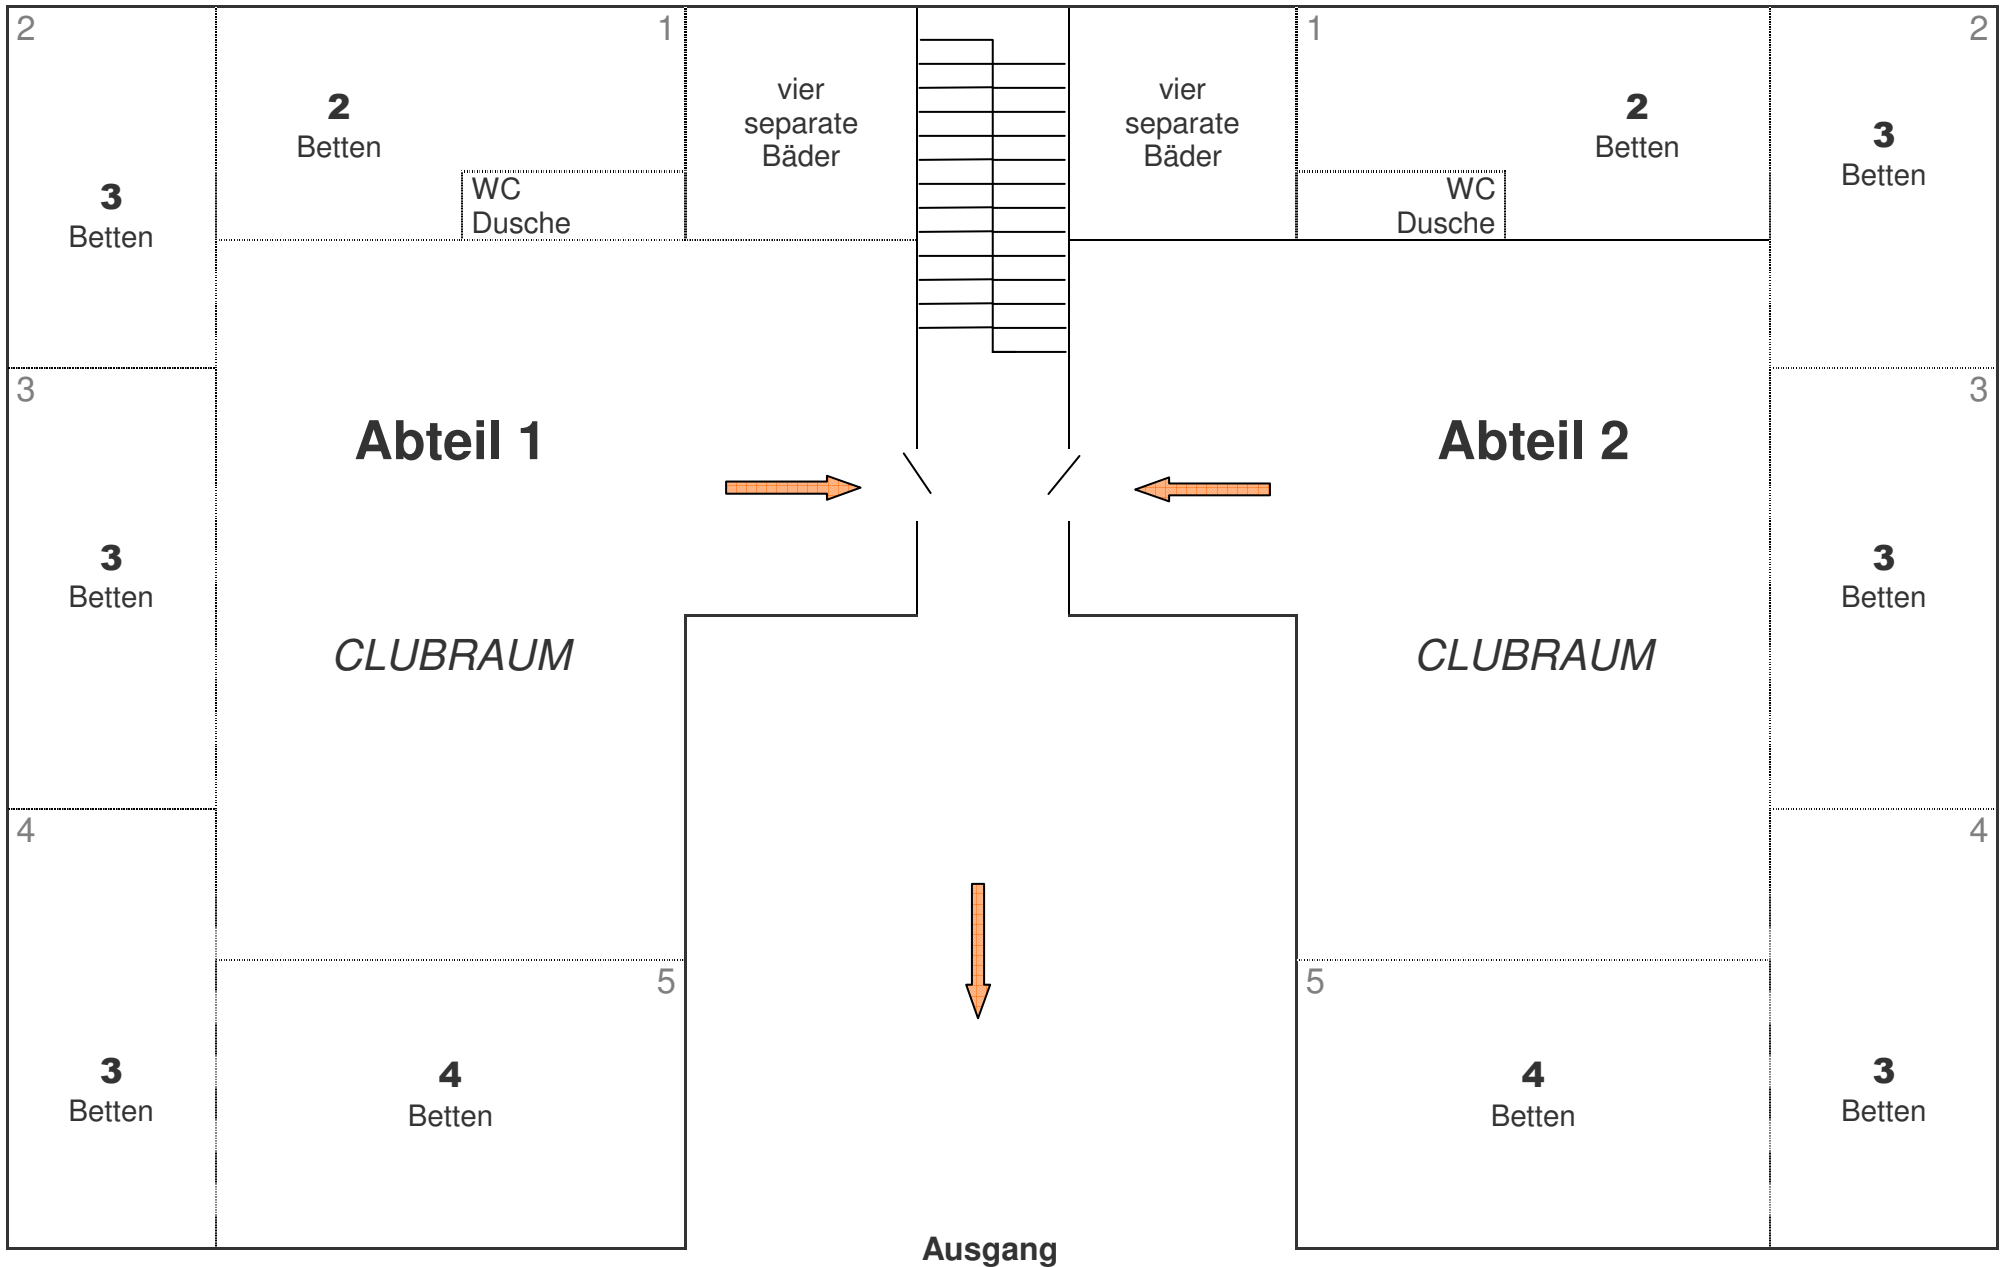 2
1
1
2
2
Betten
vier
separate
Bäder
vier
separate
Bäder
2
Betten
3
Betten
WC
Dusche
WC
Dusche
3
Betten
3
3
Abteil 1
Abteil 2
3
Betten
3
Betten
CLUBRAUM
CLUBRAUM
4
4
5
5
3
Betten
4
Betten
4
Betten
3
Betten
Ausgang